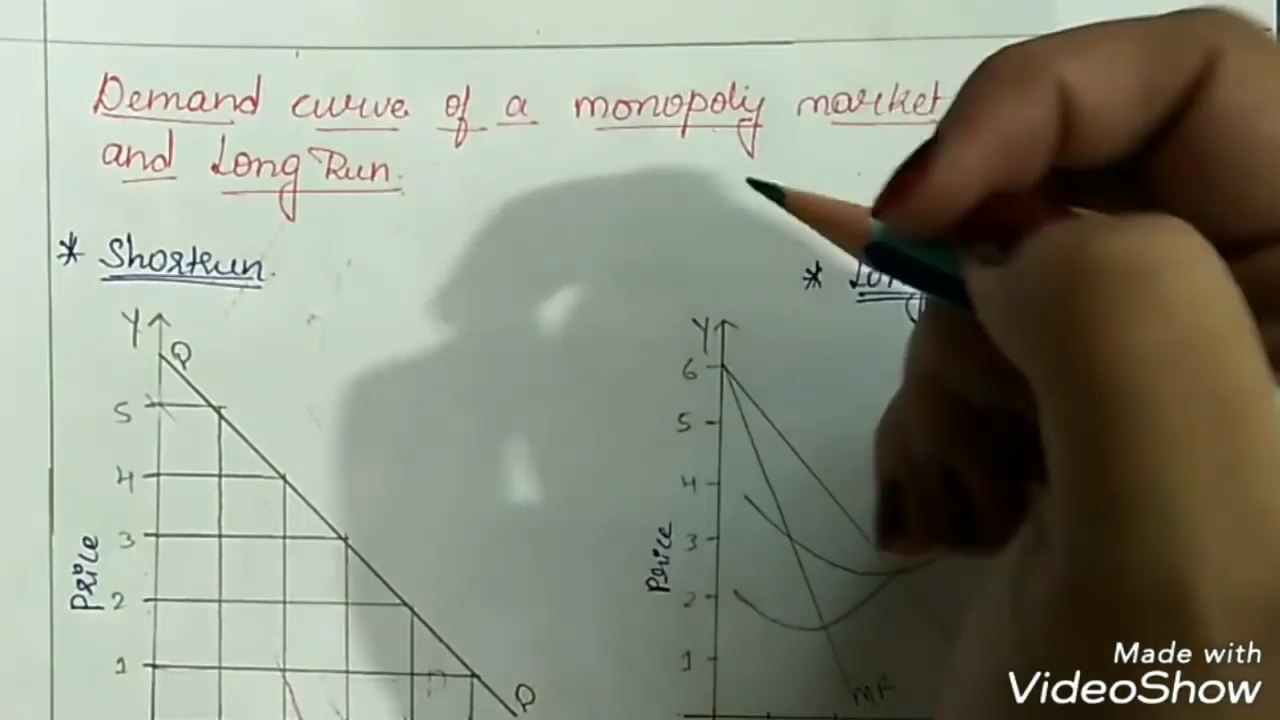 Demand curve of a monopoly market
and Long Run.
* Shortrun.
*
Y
D
5
4
3
2
1
Price
D
Y
6
5
4
3
2
1
Price
MR
Made with
VideoShow